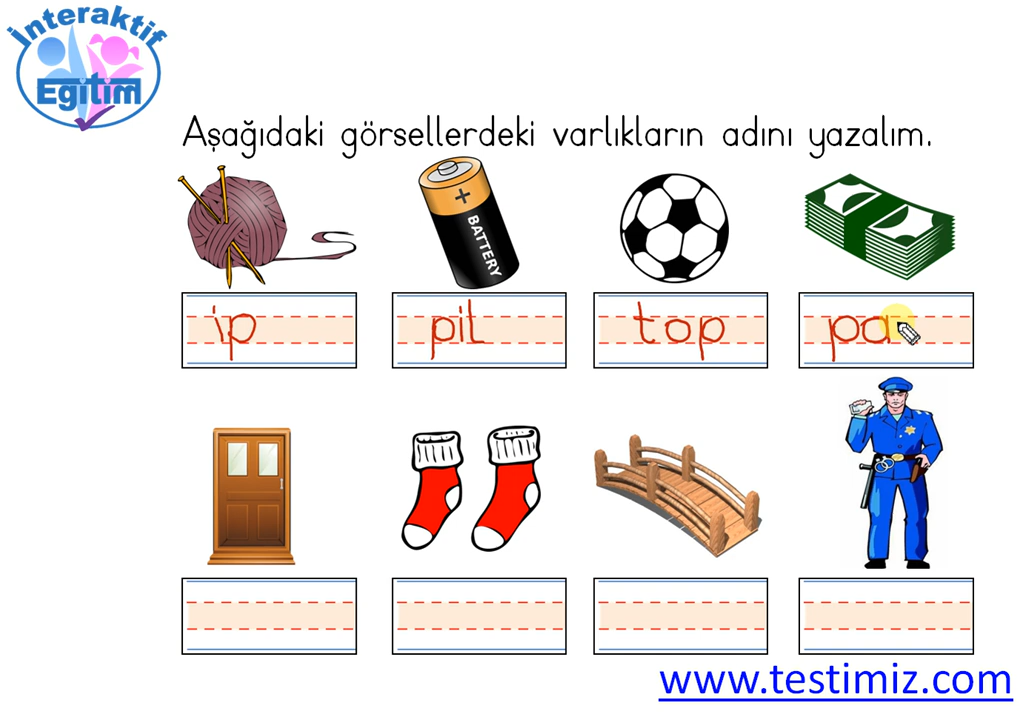 İnteraktif
Eğitim
Aşağıdaki görsellerdeki varlıkların adını yazalım.
+
BATTERY
ip pil top pa
www.testimiz.com